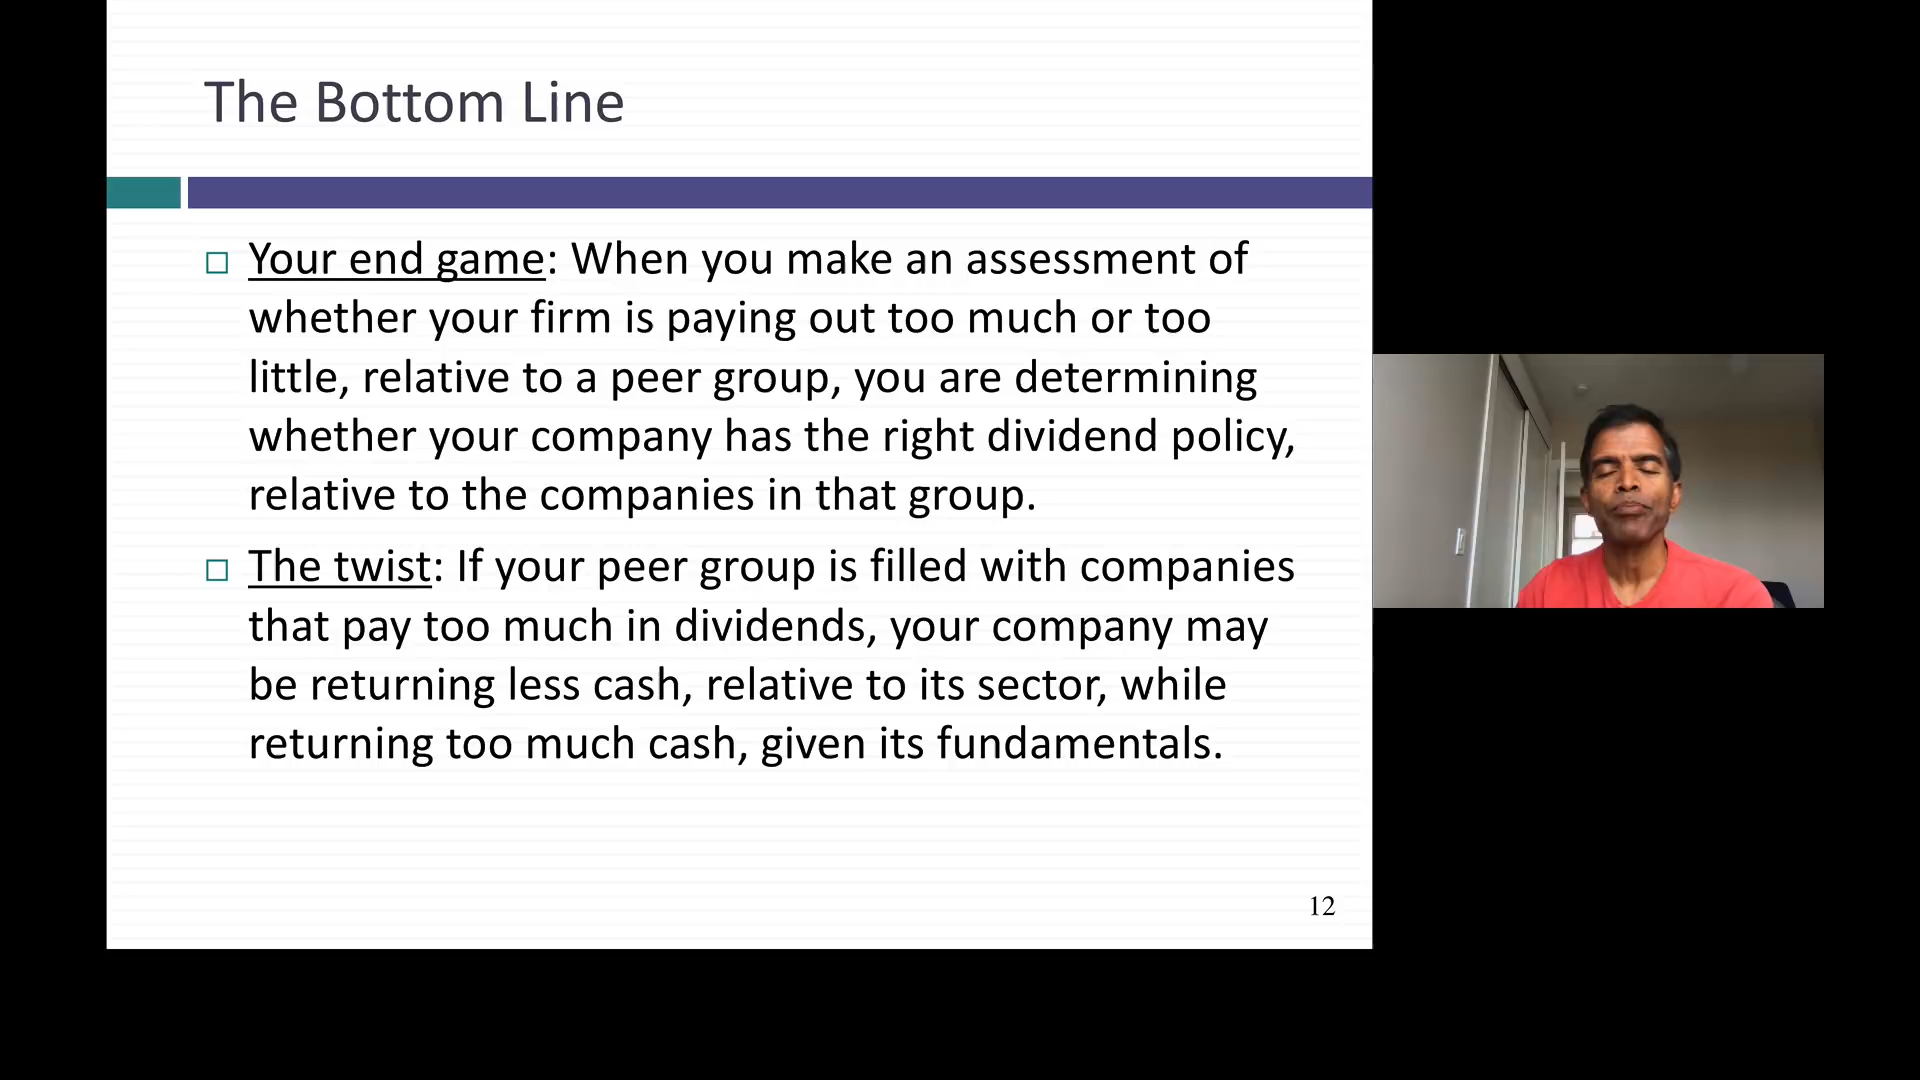 The Bottom Line
Your end game: When you make an assessment of
whether your firm is paying out too much or too
little, relative to a peer group, you are determining
whether your company has the right dividend policy,
relative to the companies in that group.
The twist: If your peer group is filled with companies
that pay too much in dividends, your company may
be returning less cash, relative to its sector, while
returning too much cash, given its fundamentals.
12